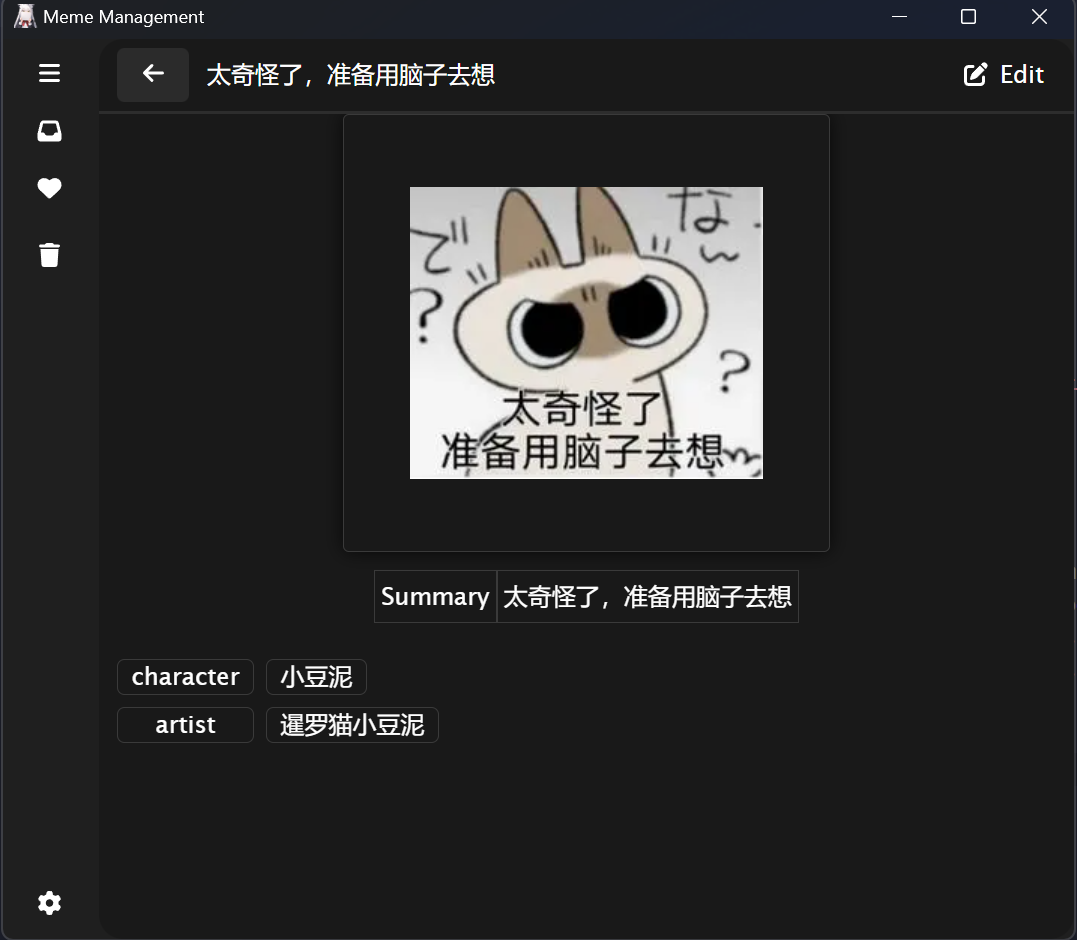 Meme Management
太奇怪了，准备用脑子去想
Edit
で
な
～
?
?
太奇怪了
准备用脑子去想
Summary
太奇怪了，准备用脑子去想
character
小豆泥
artist
暹罗猫小豆泥